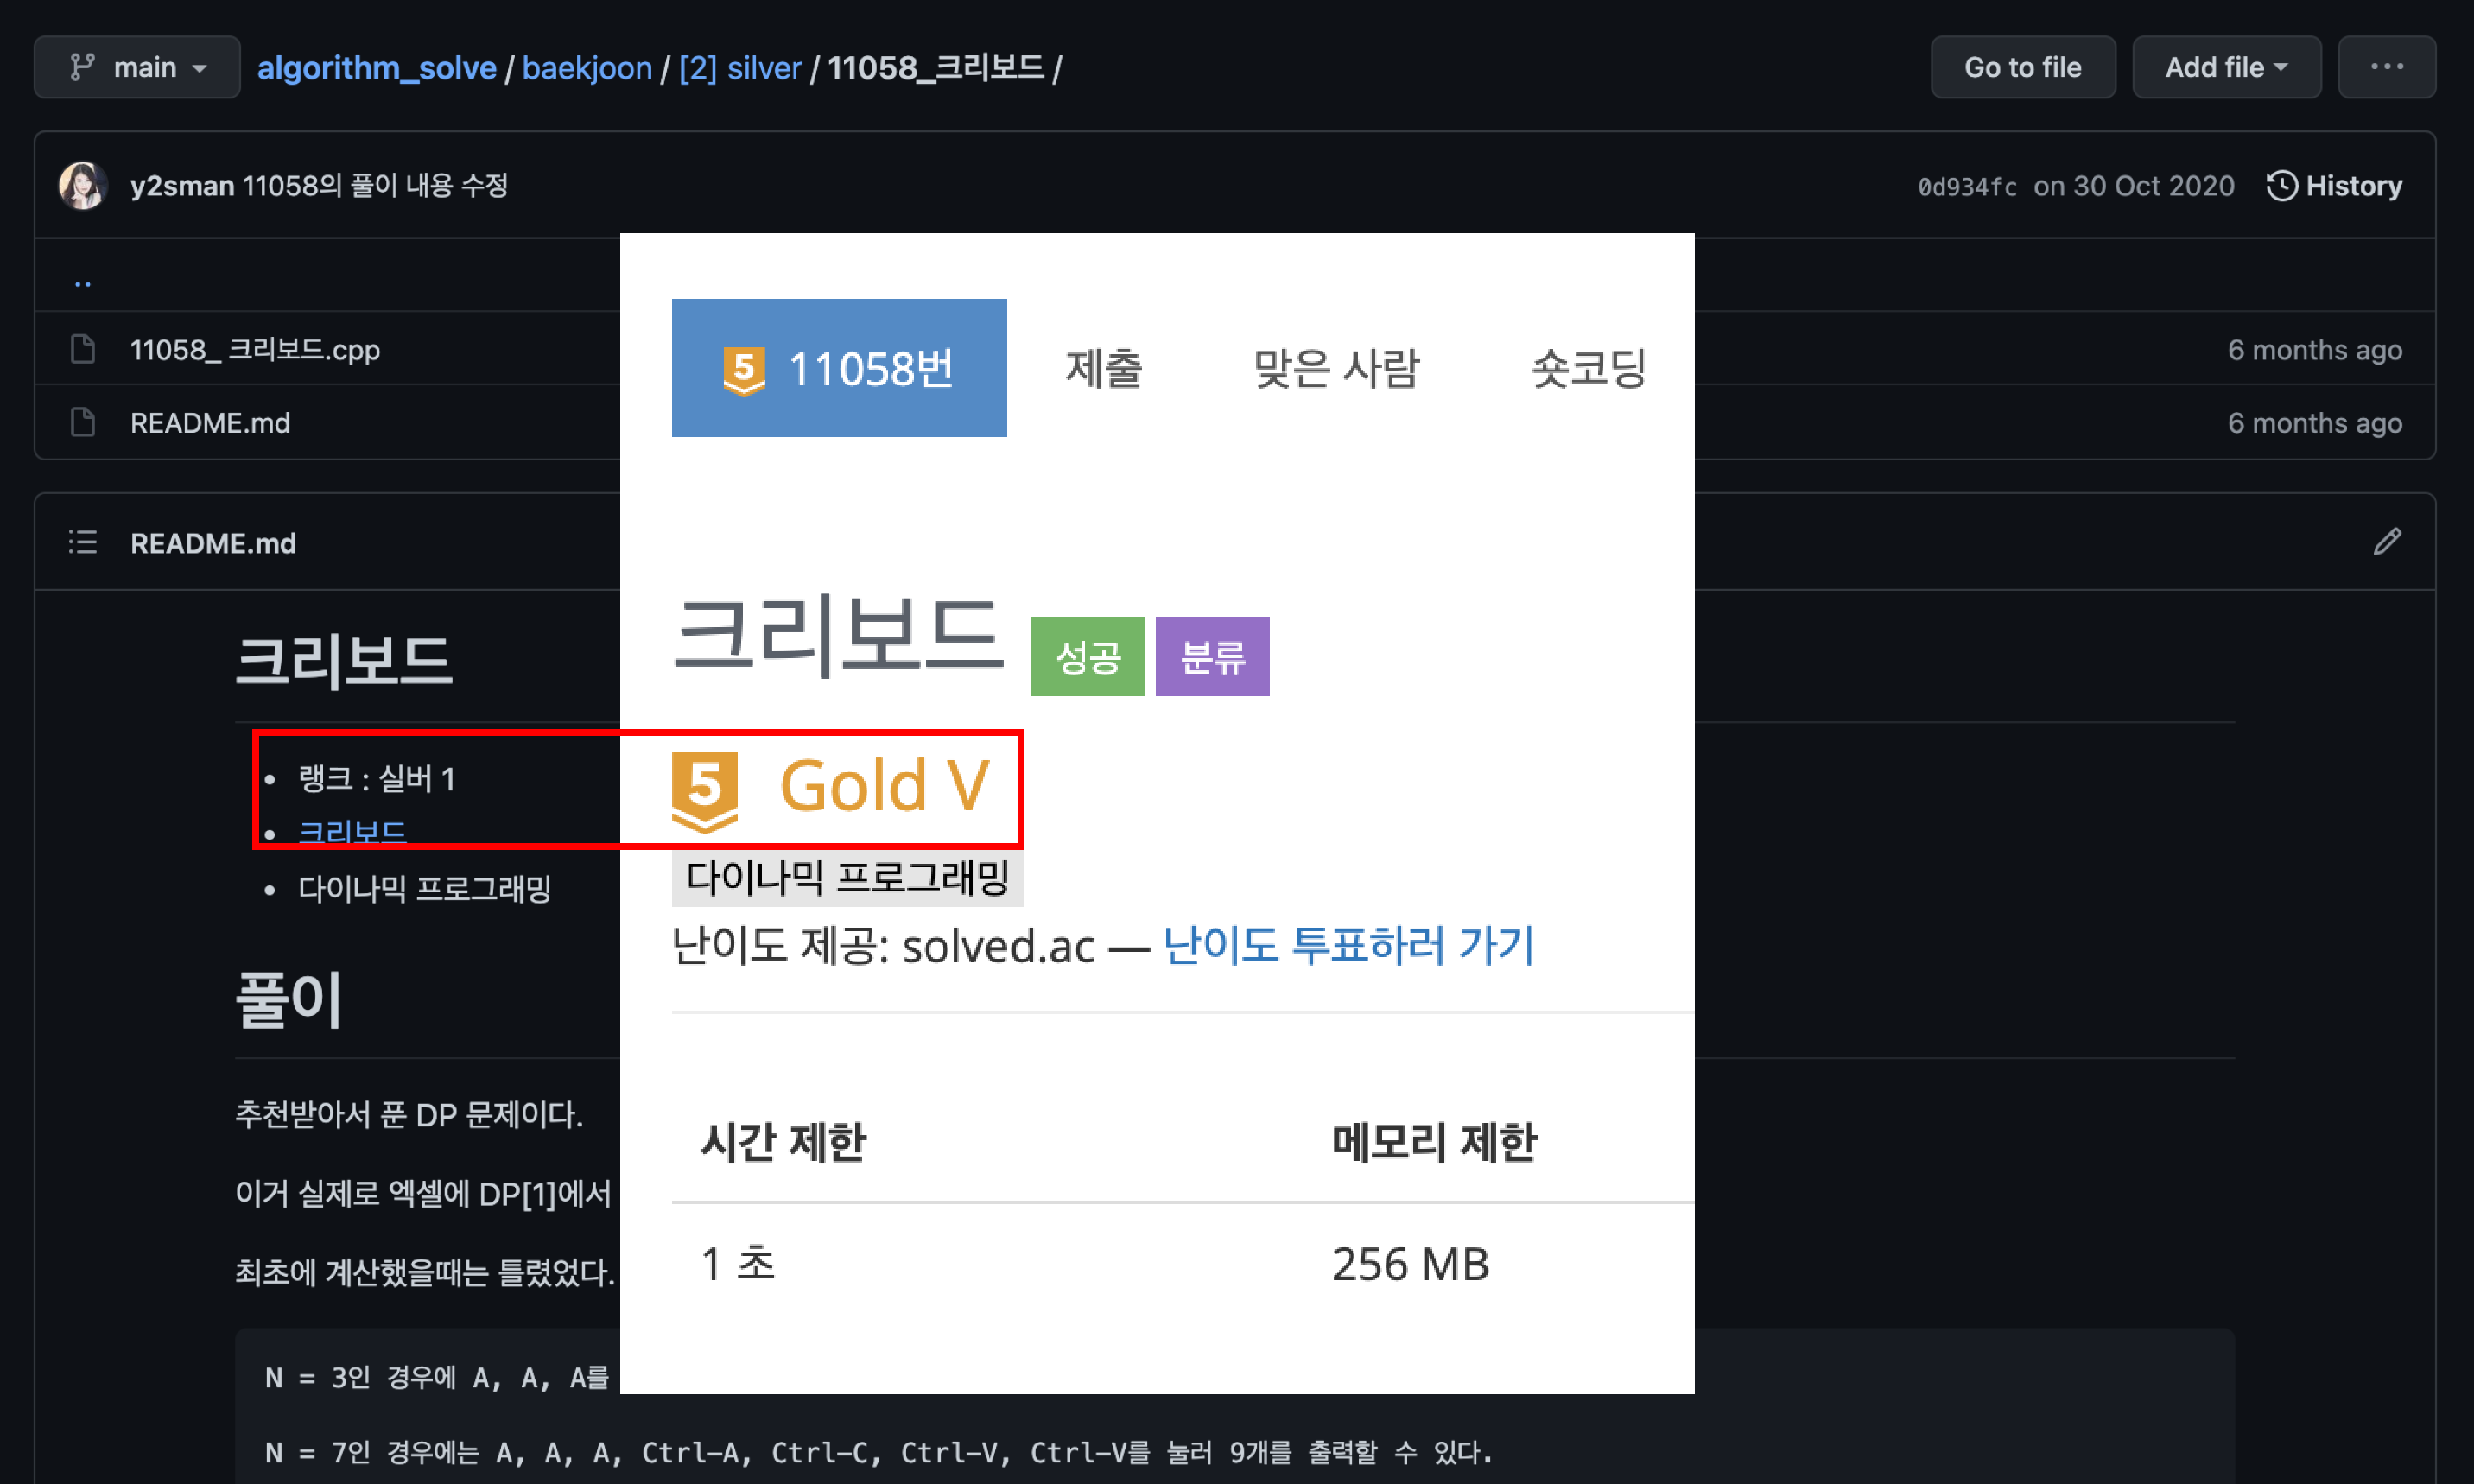 main
algorithm_solve / baekjoon / [2] silver / 11058_크리보드 /
Go to file
Add file
...
y2sman 11058의 풀이 내용 수정
0d934fc on 30 Oct 2020
History
..
11058_ 크리보드.cpp
6 months ago
README.md
6 months ago
README.md
크리보드
랭크 : 실버 1
크리보드
다이나믹 프로그래밍
풀이
추천받아서 푼 DP 문제이다.
이거 실제로 엑셀에 DP[1]에서
최초에 계산했을때는 틀렸었다.
N = 3인 경우에 A, A, A를
N = 7인 경우에는 A, A, A, Ctrl-A, Ctrl-C, Ctrl-V, Ctrl-V를 눌러 9개를 출력할 수 있다.
5 11058번
제출
맞은 사람
숏코딩
크리보드
성공
분류
5 Gold V
다이나믹 프로그래밍
난이도 제공: solved.ac — 난이도 투표하러 가기
시간 제한
메모리 제한
1 초
256 MB